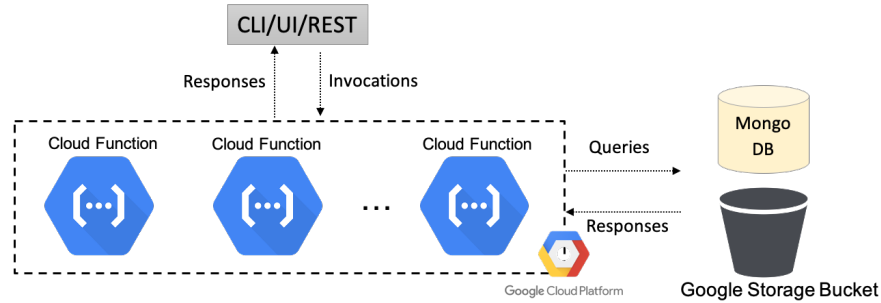 CLI/UI/REST
Responses
Invocations
Cloud Function
Cloud Function
Cloud Function
...
Queries
Responses
Mongo
DB
Google Cloud Platform
Google Storage Bucket